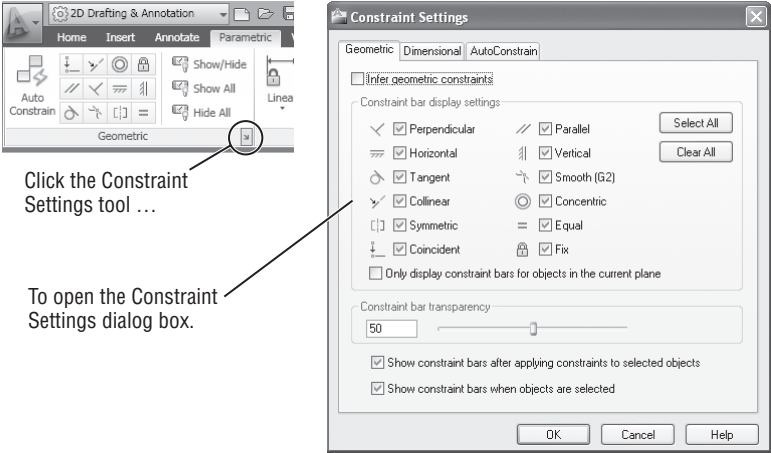 2D Drafting & Annotation
Home Insert Annotate Parametric
Auto Constrain
Show/Hide
Show All
Hide All
Linea
Geometric
Click the Constraint
Settings tool …
To open the Constraint
Settings dialog box.
Constraint Settings
Geometric Dimensional AutoConstrain
Infer geometric constraints
Constraint bar display settings
Perpendicular Parallel Select All
Horizontal Vertical Clear All
Tangent Smooth (G2)
Collinear Concentric
Symmetric Equal
Coincident Fix
Only display constraint bars for objects in the current plane
Constraint bar transparency
50
Show constraint bars after applying constraints to selected objects
Show constraint bars when objects are selected
OK Cancel Help